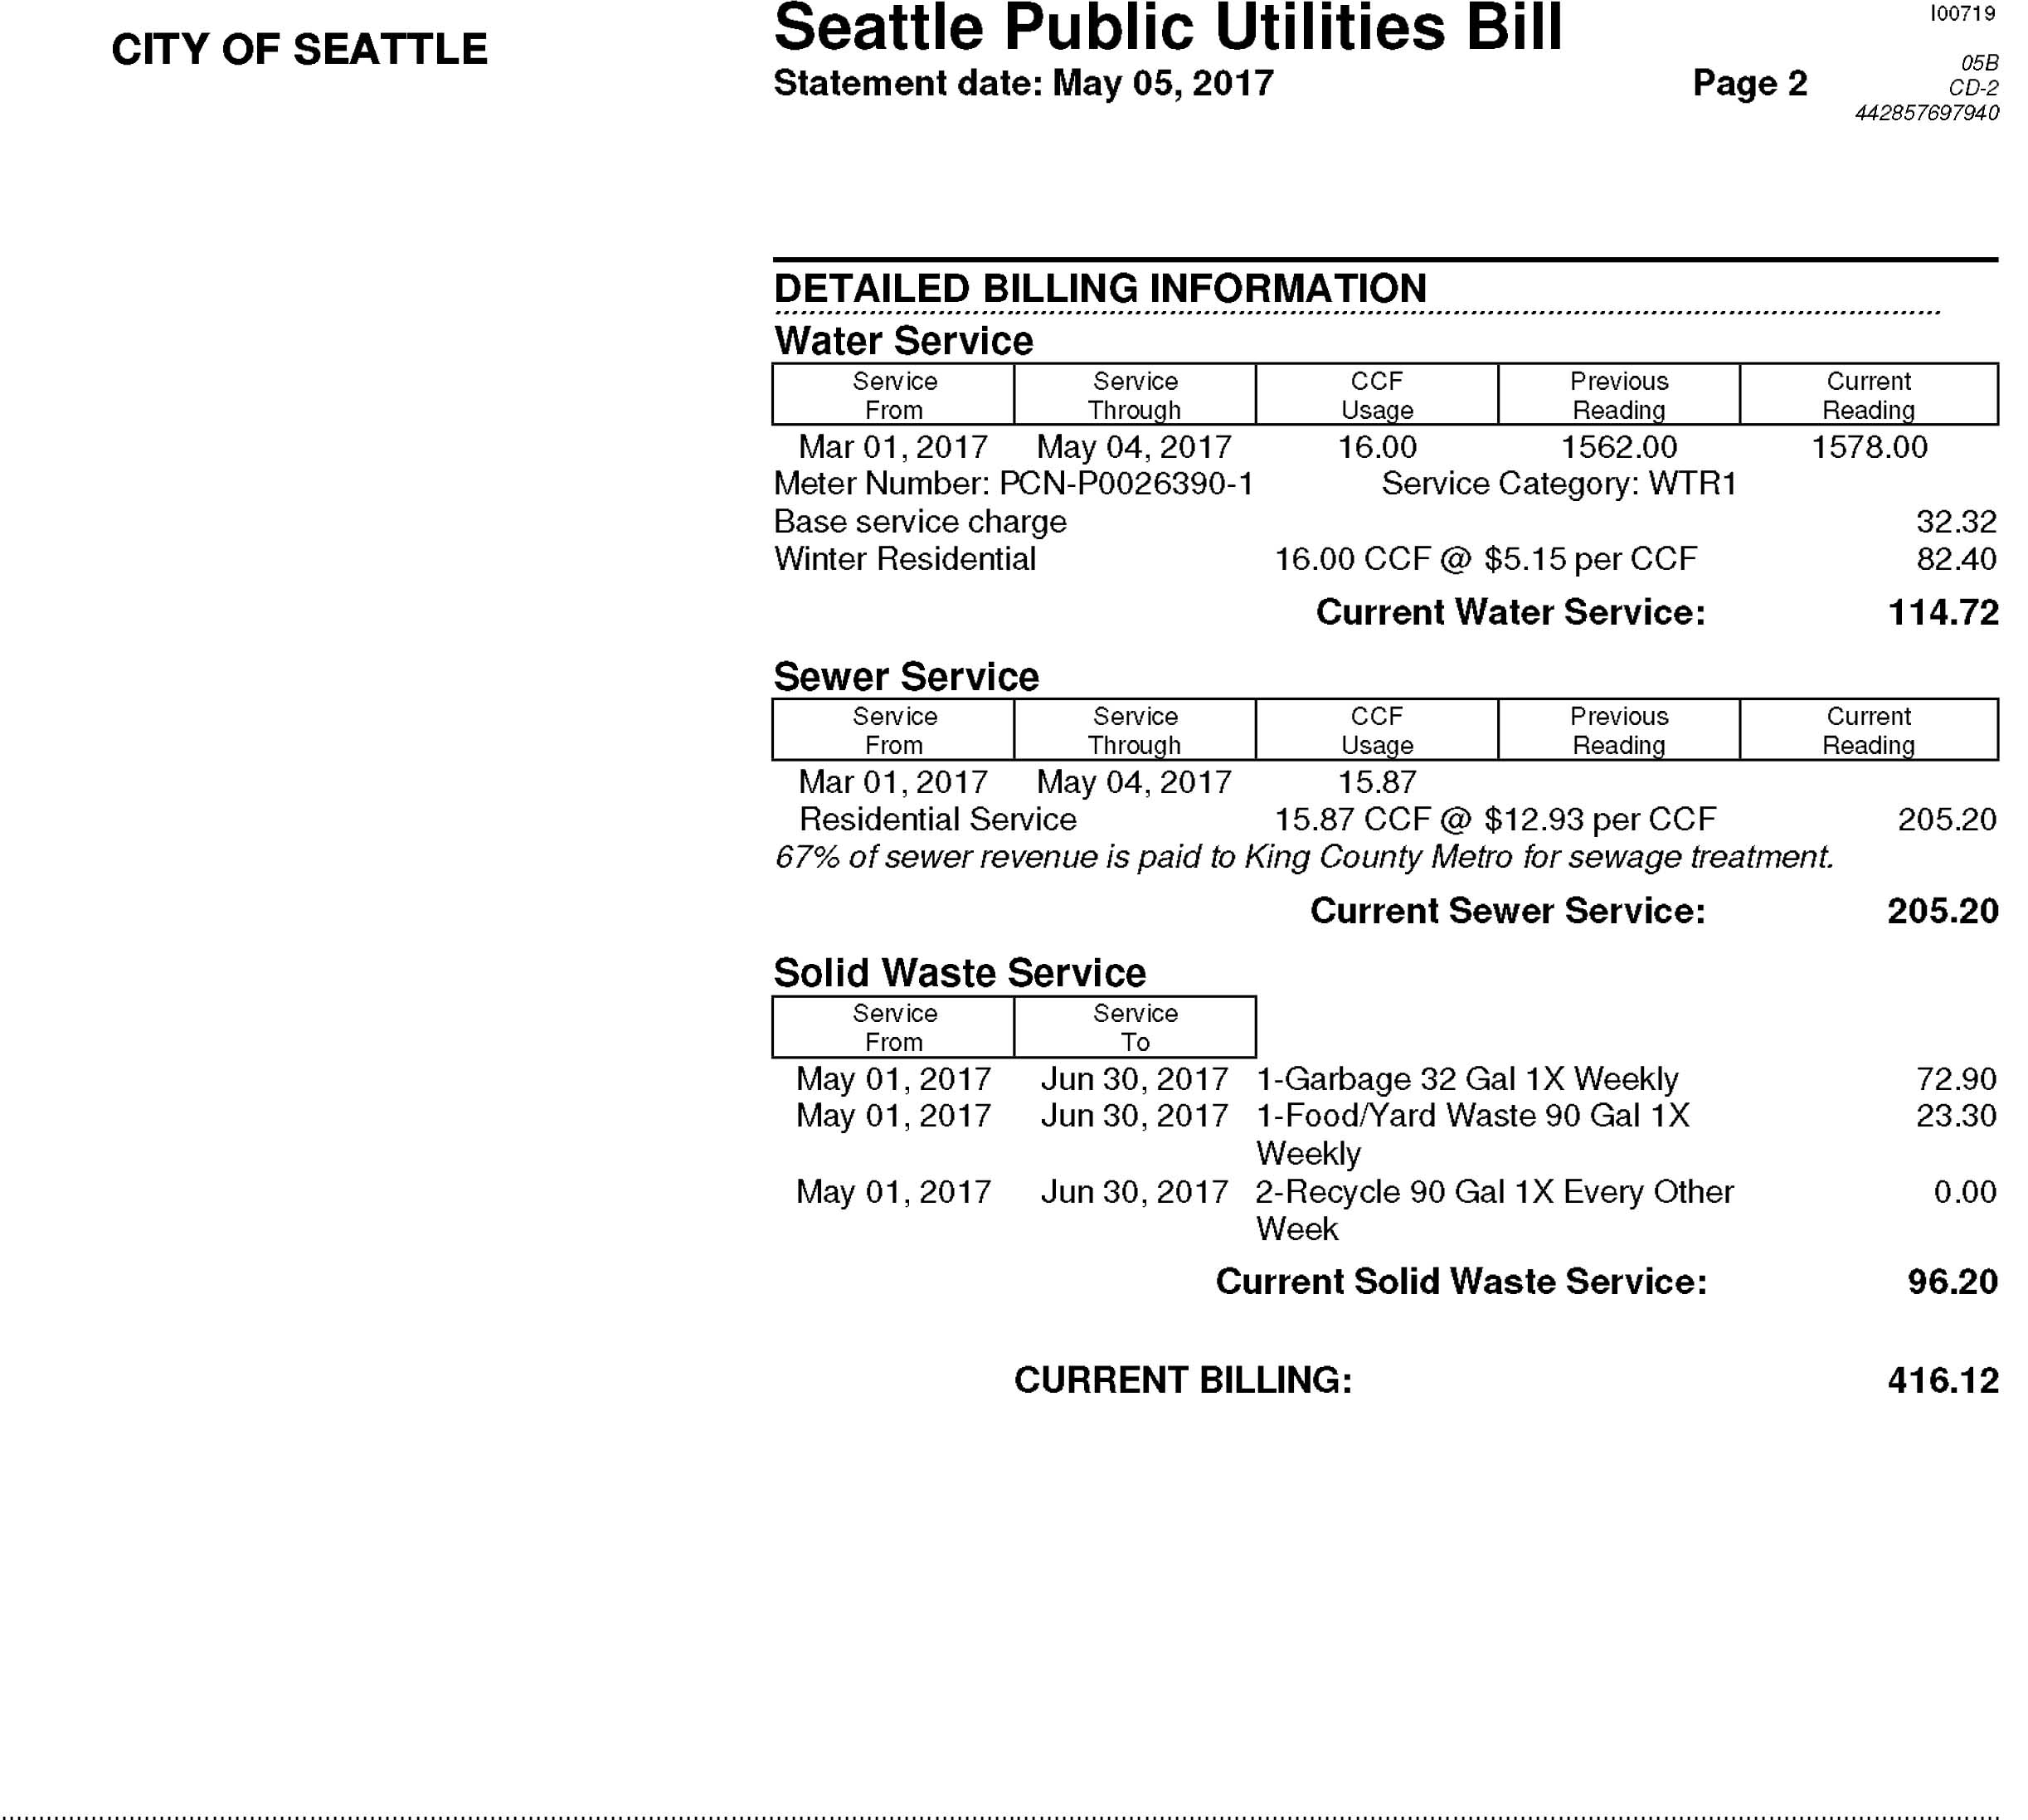 CITY OF SEATTLE
Seattle Public Utilities Bill
Statement date: May 05, 2017
Page 2
I00719
05B
CD-2
442857697940
DETAILED BILLING INFORMATION
Water Service
Service From Service Through CCF Usage Previous Reading Current Reading
Mar 01, 2017 May 04, 2017 16.00 1562.00 1578.00
Meter Number: PCN-P0026390-1 Service Category: WTR1
Base service charge 32.32
Winter Residential 16.00 CCF @ $5.15 per CCF 82.40
Current Water Service: 114.72
Sewer Service
Service From Service Through CCF Usage Previous Reading Current Reading
Mar 01, 2017 May 04, 2017 15.87
Residential Service 15.87 CCF @ $12.93 per CCF 205.20
67% of sewer revenue is paid to King County Metro for sewage treatment.
Current Sewer Service: 205.20
Solid Waste Service
Service From Service To
May 01, 2017 Jun 30, 2017 1-Garbage 32 Gal 1X Weekly 72.90
May 01, 2017 Jun 30, 2017 1-Food/Yard Waste 90 Gal 1X 23.30
Weekly
May 01, 2017 Jun 30, 2017 2-Recycle 90 Gal 1X Every Other 0.00
Week
Current Solid Waste Service: 96.20
CURRENT BILLING: 416.12